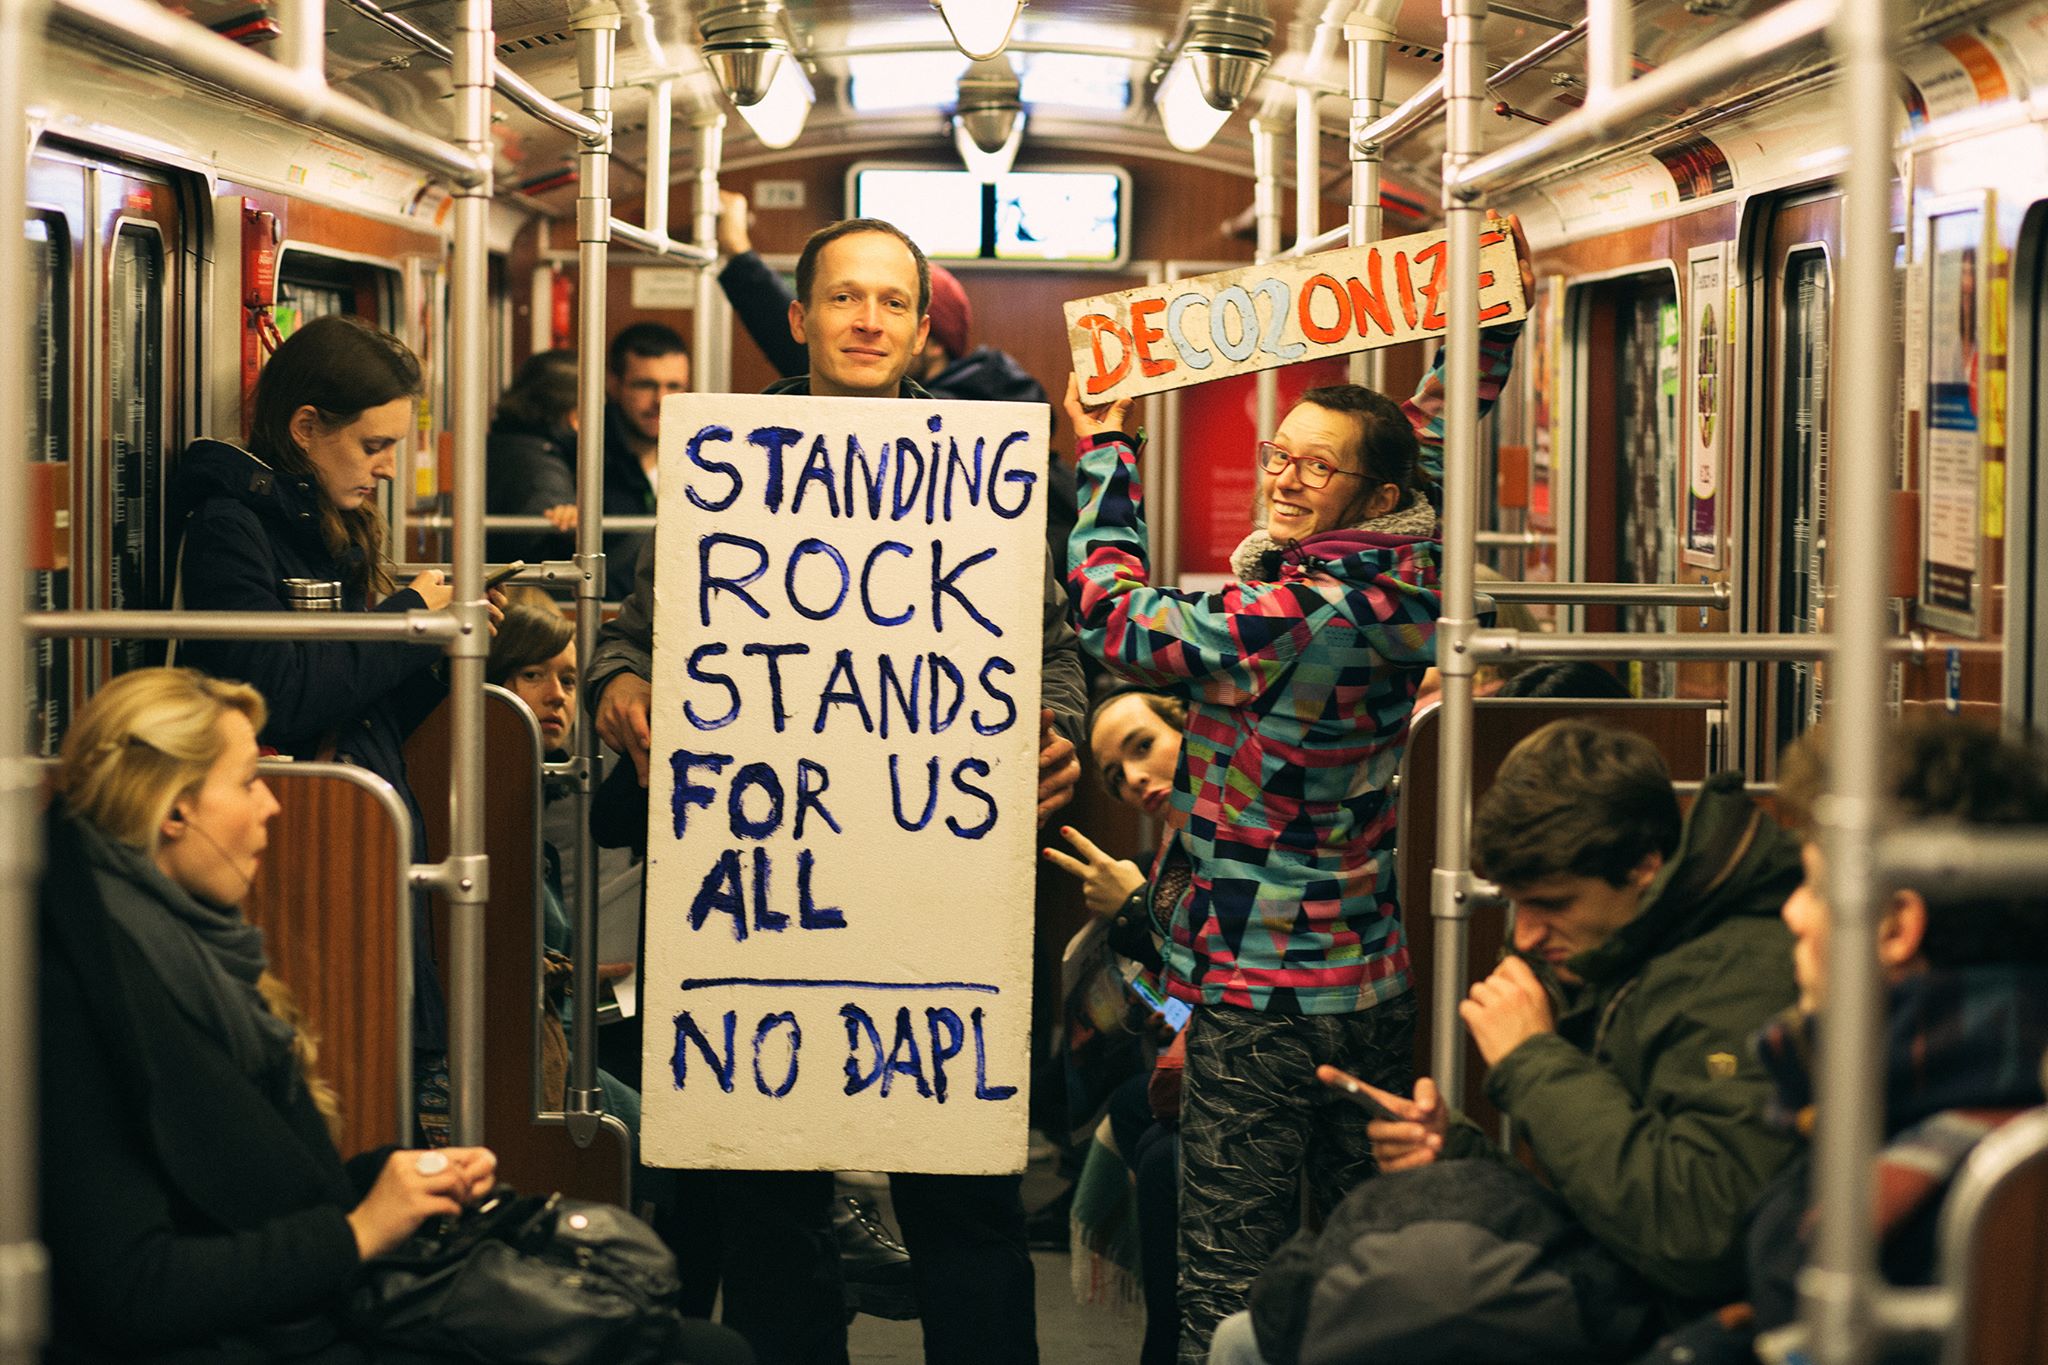 DECO2ONIZE
STANDiNG
ROCK
STANDS
FOR US
ALL
NO DAPL